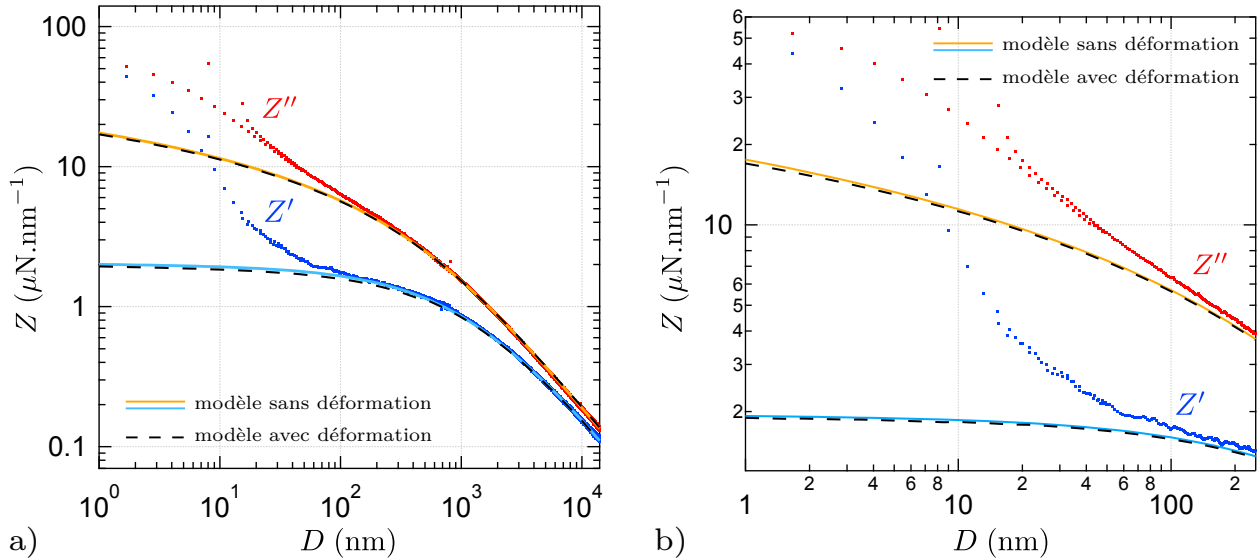 100
10
1
0.1
Z (μN.nm⁻¹)
Z''
Z'
modèle sans déformation
modèle avec déformation
10⁰ 10¹ 10² 10³ 10⁴
D (nm)
a)
6
5
4
3
2
10
6
5
4
3
2
Z (μN.nm⁻¹)
modèle sans déformation
modèle avec déformation
Z''
Z'
1 2 4 6 8 10 2 4 6 8 100 2
D (nm)
b)